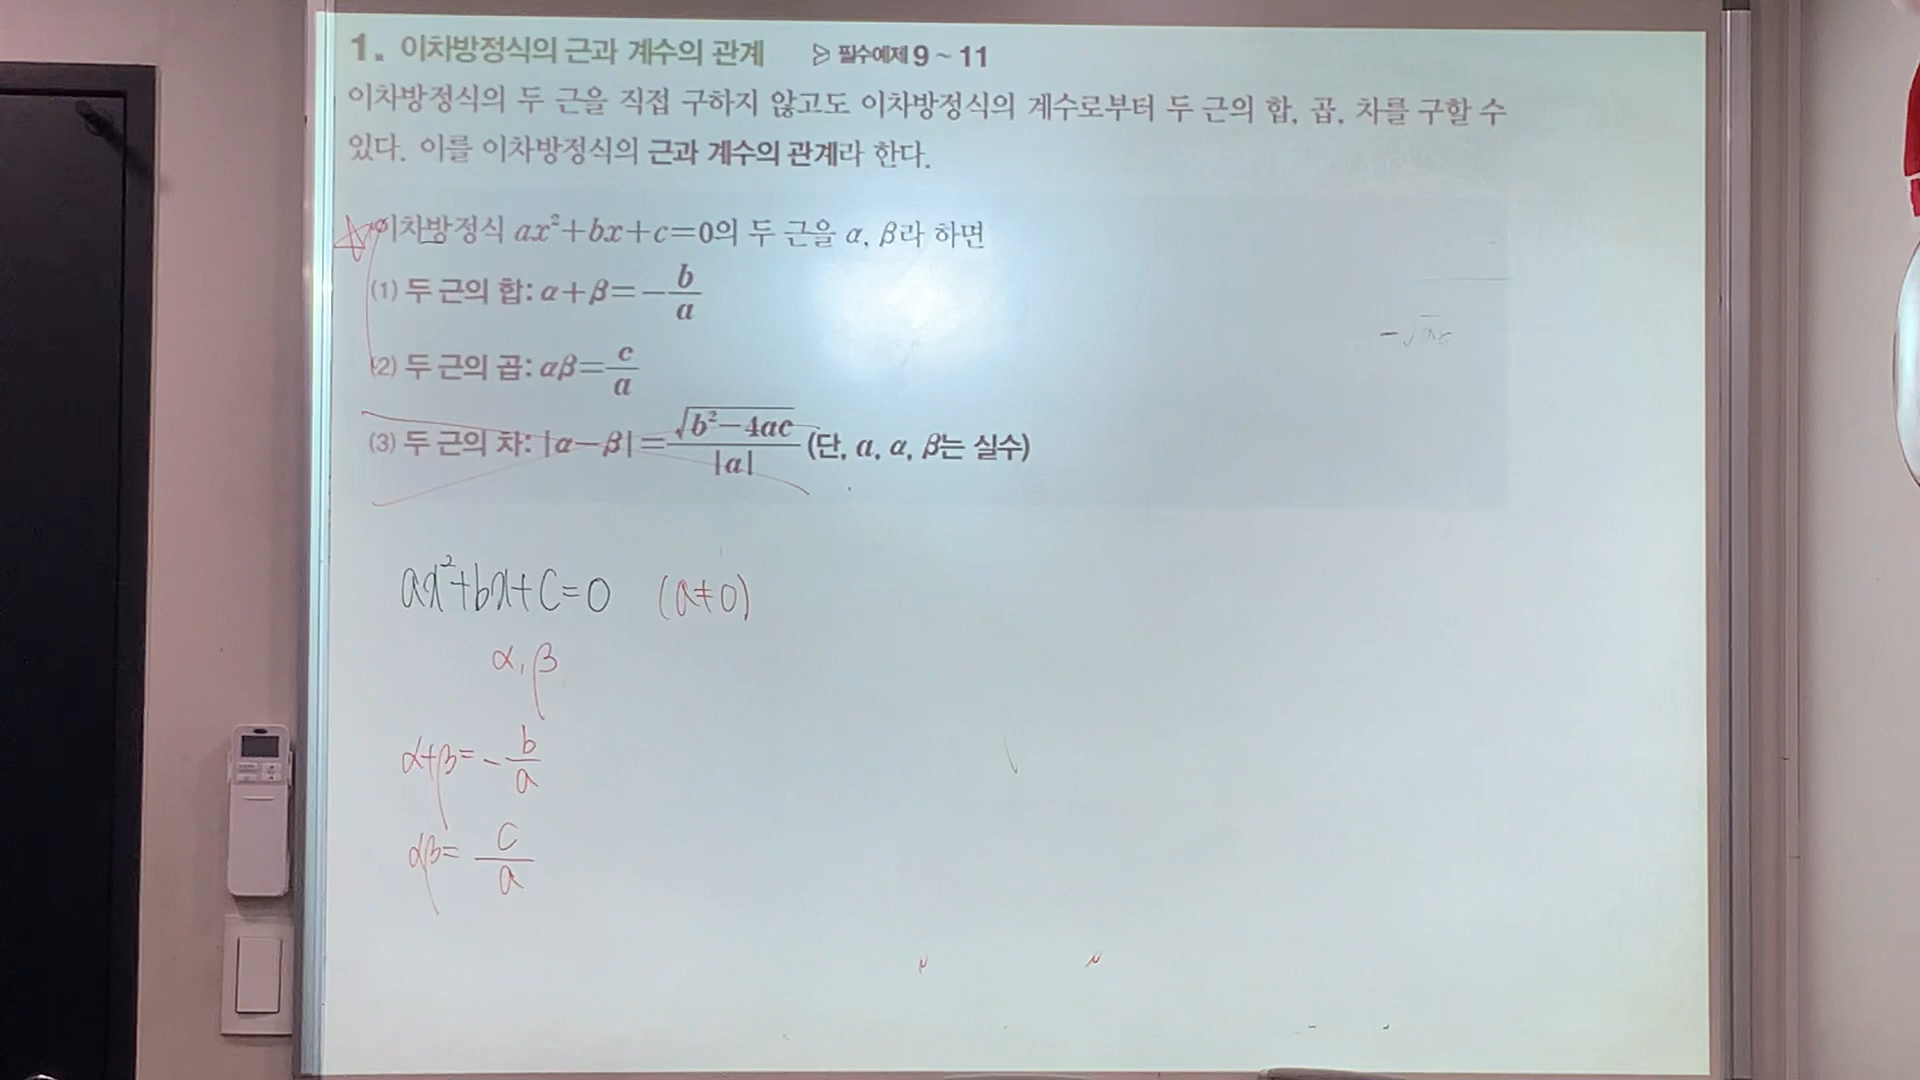 1. 이차방정식의 근과 계수의 관계 ▷ 필수예제 9 ~ 11
이차방정식의 두 근을 직접 구하지 않고도 이차방정식의 계수로부터 두 근의 합, 곱, 차를 구할 수
있다. 이를 이차방정식의 근과 계수의 관계라 한다.
이차방정식 ax²+bx+c=0의 두 근을 α, β라 하면
(1) 두 근의 합: α+β=-b/a
(2) 두 근의 곱: αβ=c/a
(3) 두 근의 차: |α-β|=√(b²-4ac)/|a| (단, a, α, β는 실수)
ax²+bx+c=0 (a≠0)
α, β
α+β=-b/a
αβ=c/a